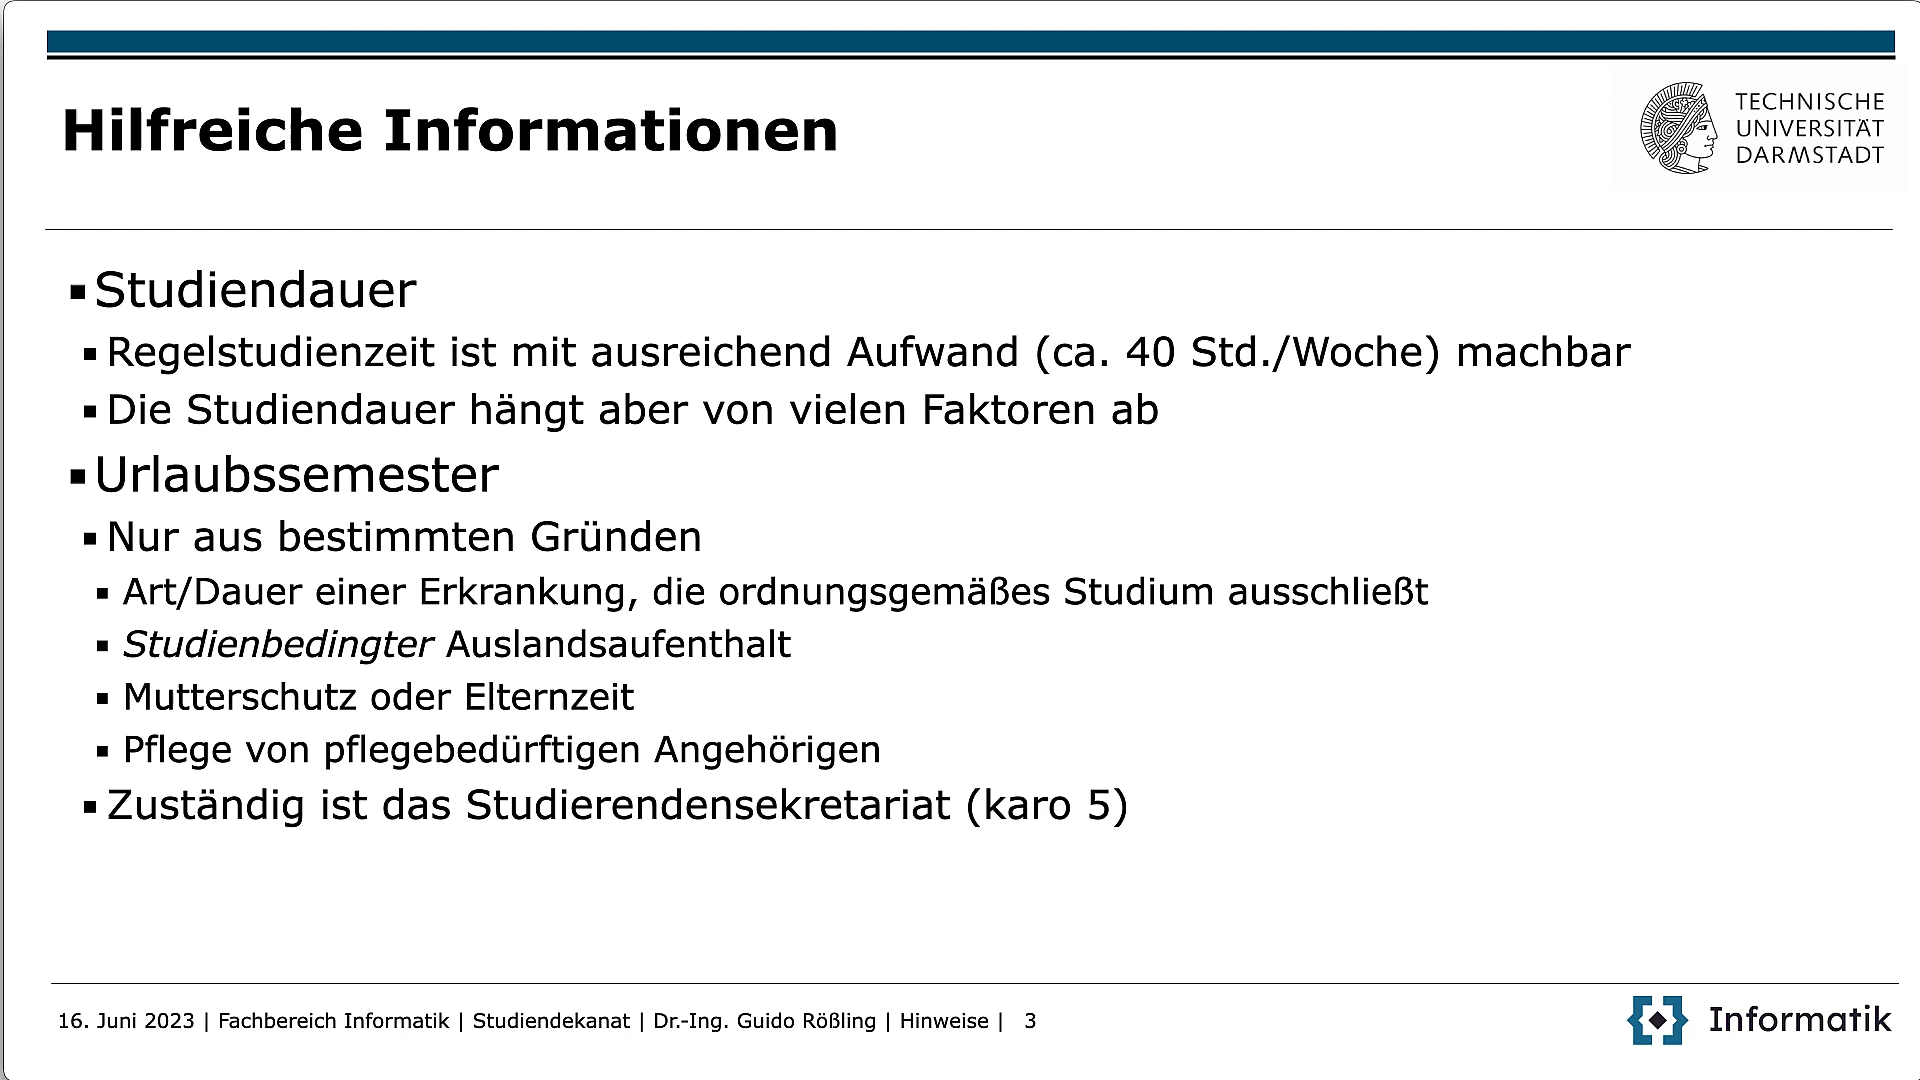 Hilfreiche Informationen
TECHNISCHE
UNIVERSITÄT
DARMSTADT
▪ Studiendauer
▪ Regelstudienzeit ist mit ausreichend Aufwand (ca. 40 Std./Woche) machbar
▪ Die Studiendauer hängt aber von vielen Faktoren ab
▪ Urlaubssemester
▪ Nur aus bestimmten Gründen
▪ Art/Dauer einer Erkrankung, die ordnungsgemäßes Studium ausschließt
▪ Studienbedingter Auslandsaufenthalt
▪ Mutterschutz oder Elternzeit
▪ Pflege von pflegebedürftigen Angehörigen
▪ Zuständig ist das Studierendensekretariat (karo 5)
16. Juni 2023 | Fachbereich Informatik | Studiendekanat | Dr.-Ing. Guido Rößling | Hinweise | 3
Informatik